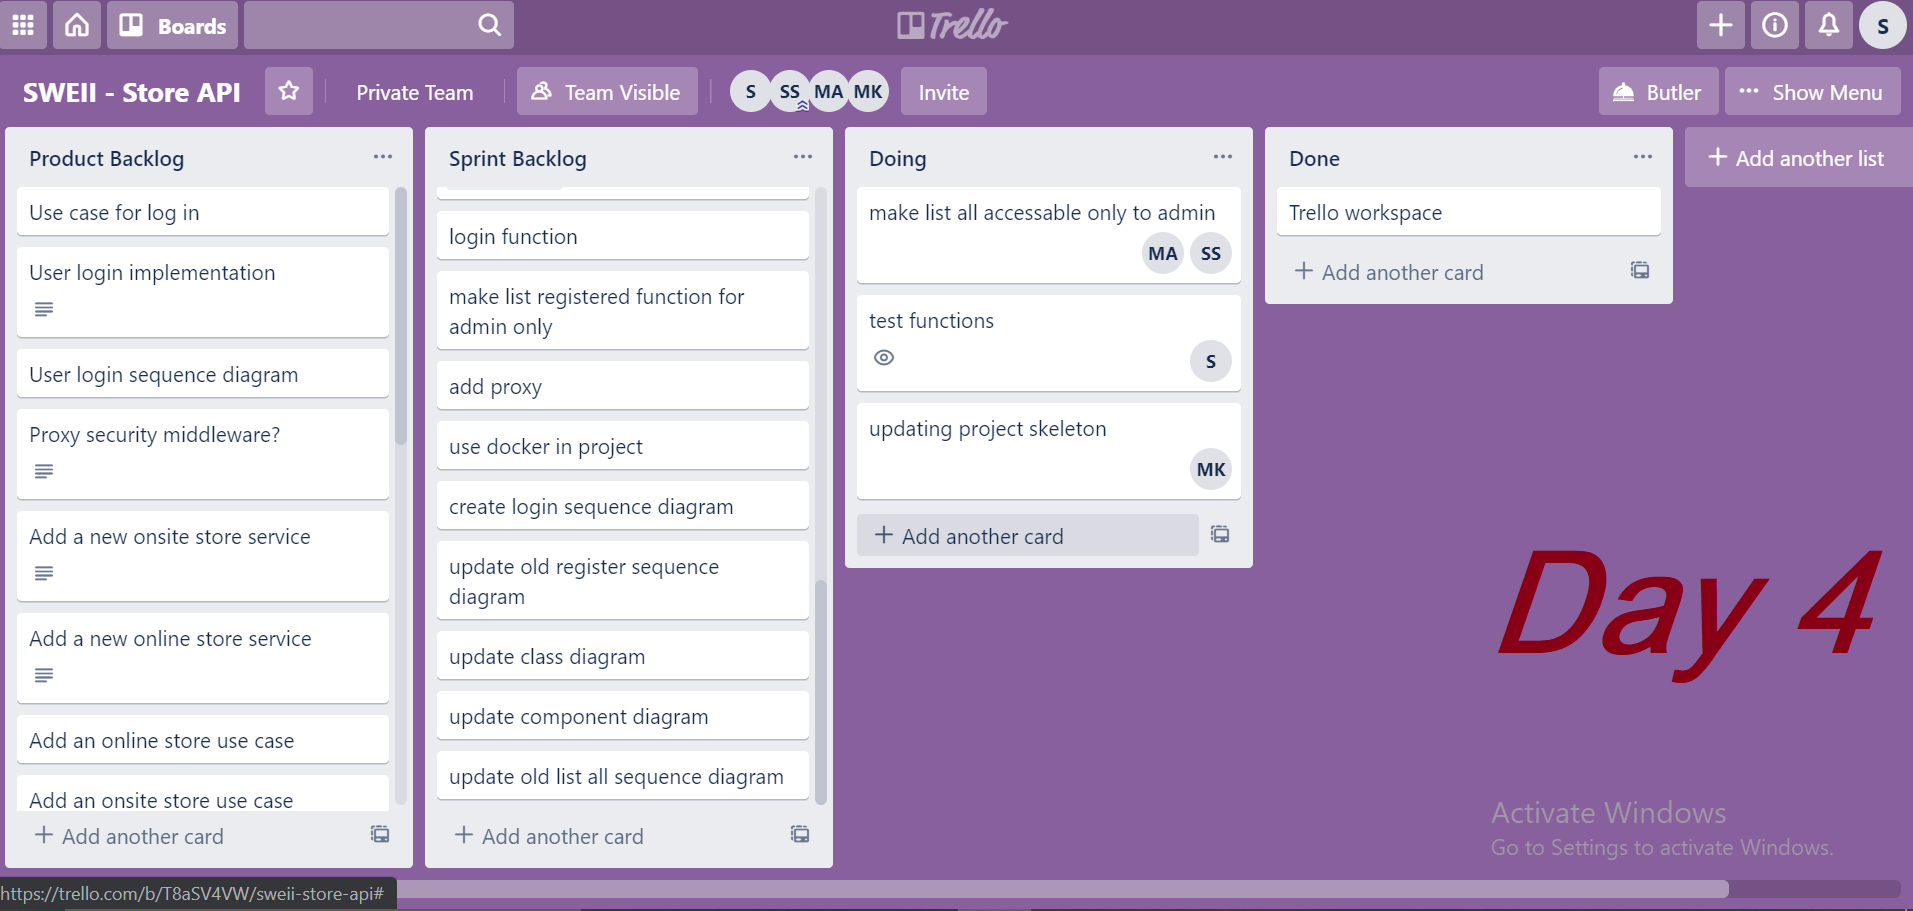 Boards
Trello
S
SWEII - Store API
Private Team
Team Visible
S SS MA MK
Invite
Butler
Show Menu
Product Backlog
Use case for log in
User login implementation
User login sequence diagram
Proxy security middleware?
Add a new onsite store service
Add a new online store service
Add an online store use case
Add an onsite store use case
Add another card
Sprint Backlog
login function
make list registered function for
admin only
add proxy
use docker in project
create login sequence diagram
update old register sequence
diagram
update class diagram
update component diagram
update old list all sequence diagram
Add another card
Doing
make list all accessable only to admin
MA SS
test functions
S
updating project skeleton
MK
Add another card
Done
Trello workspace
Add another card
Add another list
Day 4
Activate Windows
Go to Settings to activate Windows.
https://trello.com/b/T8aSV4VW/sweii-store-api#